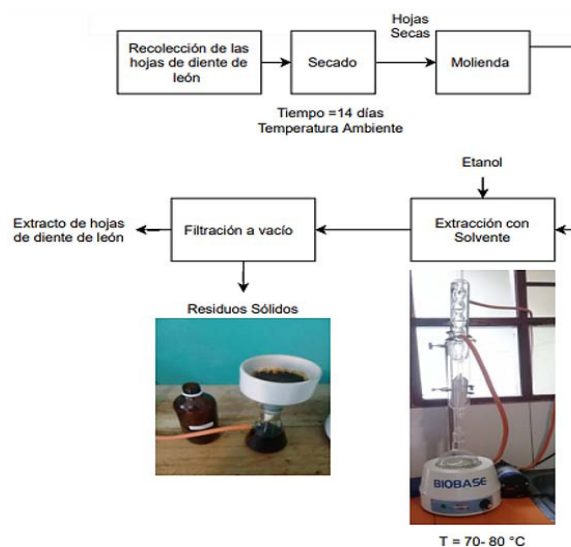 Recolección de las
hojas de diente de
león
Secado
Hojas
Secas
Molienda
Tiempo =14 días
Temperatura Ambiente
Etanol
Extracción con
Solvente
Filtración a vacío
Extracto de hojas
de diente de león
Residuos Sólidos
BIOBASE
T = 70- 80 °C